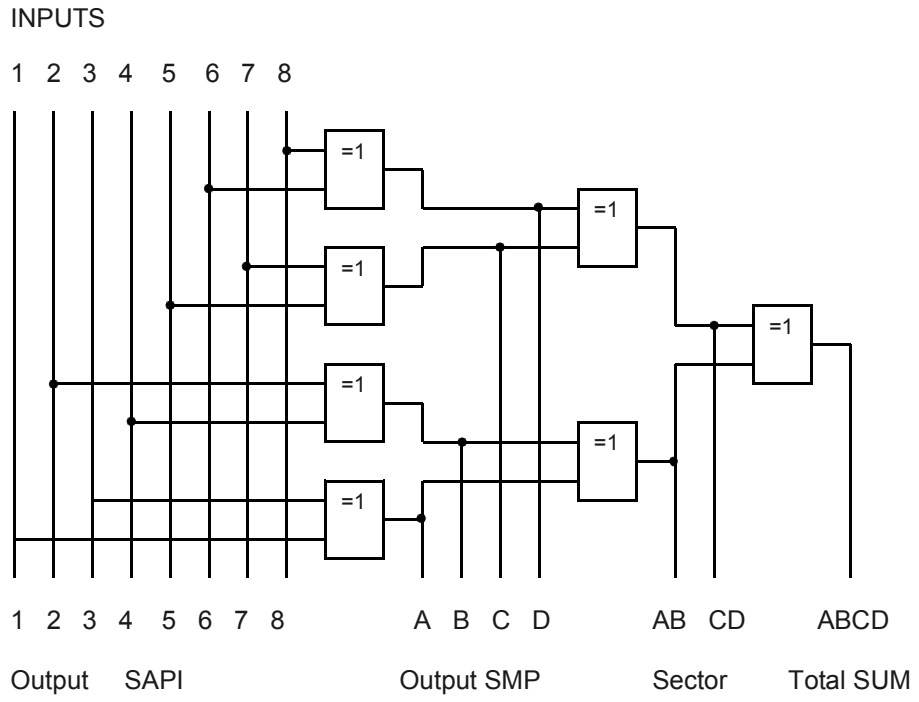 INPUTS
1 2 3 4 5 6 7 8
=1
=1
=1
=1
=1
=1
=1
1 2 3 4 5 6 7 8 A B C D AB CD ABCD
Output SAPI Output SMP Sector Total SUM